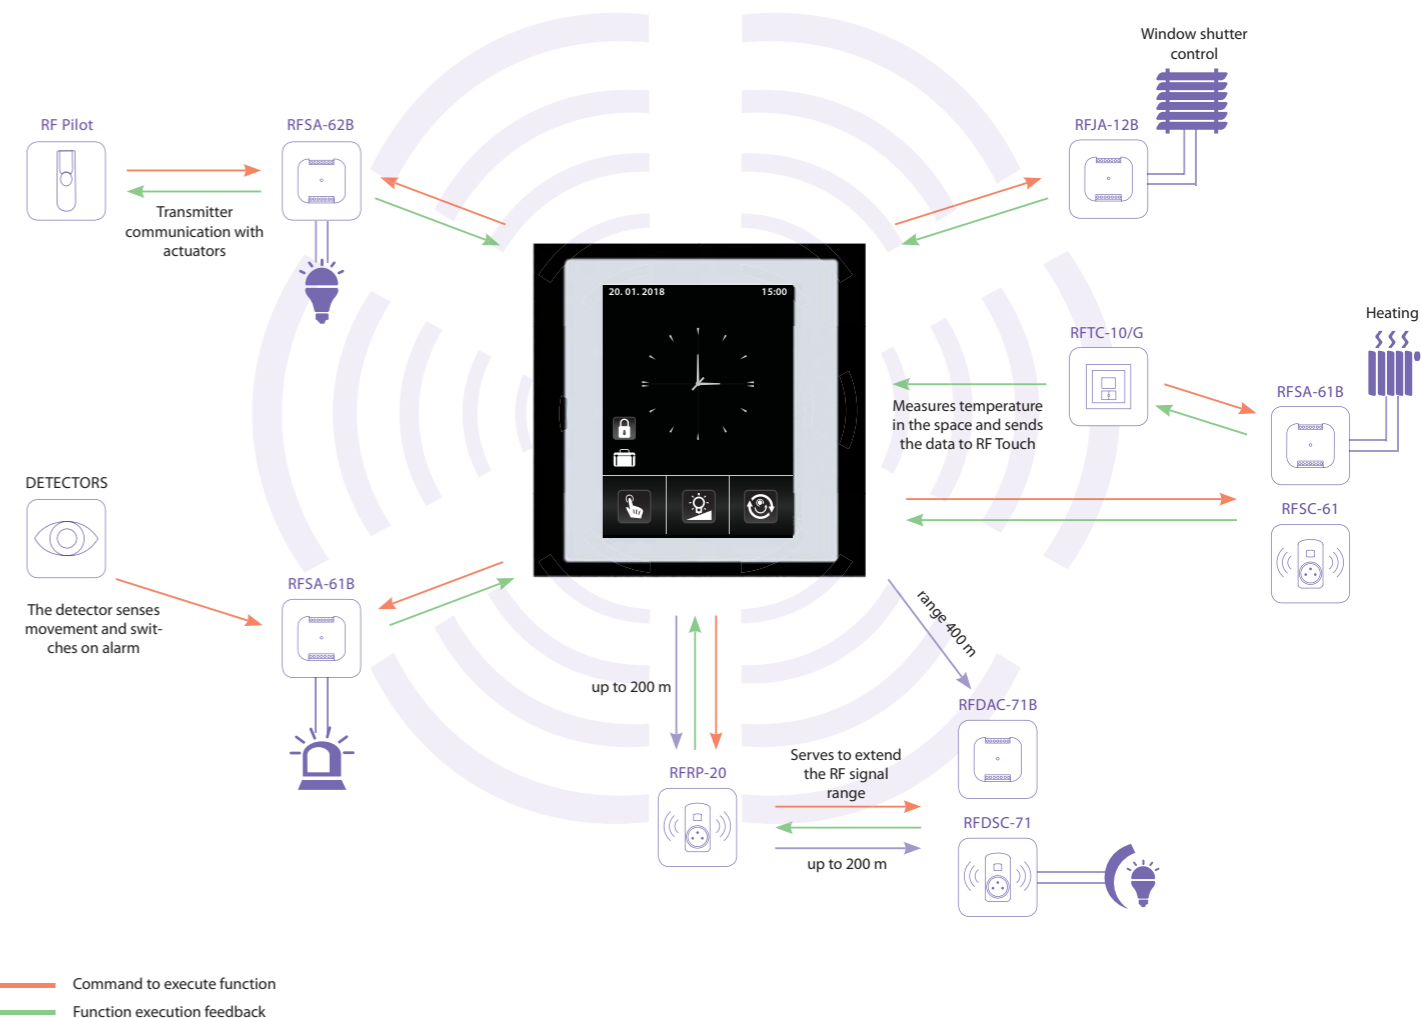 Window shutter
control
RF Pilot
RFSA-62B
RFJA-12B
Transmitter
communication with
actuators
20. 01. 2018
15:00
Heating
RFTC-10/G
RFSA-61B
Measures temperature
in the space and sends
the data to RF Touch
DETECTORS
RFSC-61
RFSA-61B
The detector senses
movement and swit-
ches on alarm
range 400 m
up to 200 m
RFDAC-71B
Serves to extend
the RF signal
range
RFRP-20
RFDSC-71
up to 200 m
Command to execute function
Function execution feedback